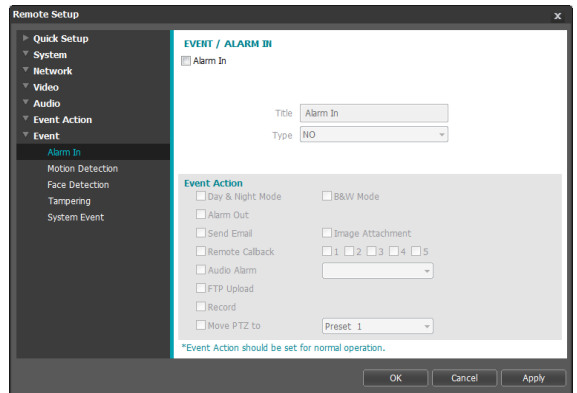 Remote Setup x
Quick Setup
System
Network
Video
Audio
Event Action
Event
Alarm In
Motion Detection
Face Detection
Tampering
System Event
EVENT / ALARM IN
Alarm In
Title Alarm In
Type NO
Event Action
Day & Night Mode B&W Mode
Alarm Out
Send Email Image Attachment
Remote Callback 1 2 3 4 5
Audio Alarm
FTP Upload
Record
Move PTZ to Preset 1
*Event Action should be set for normal operation.
OK Cancel Apply